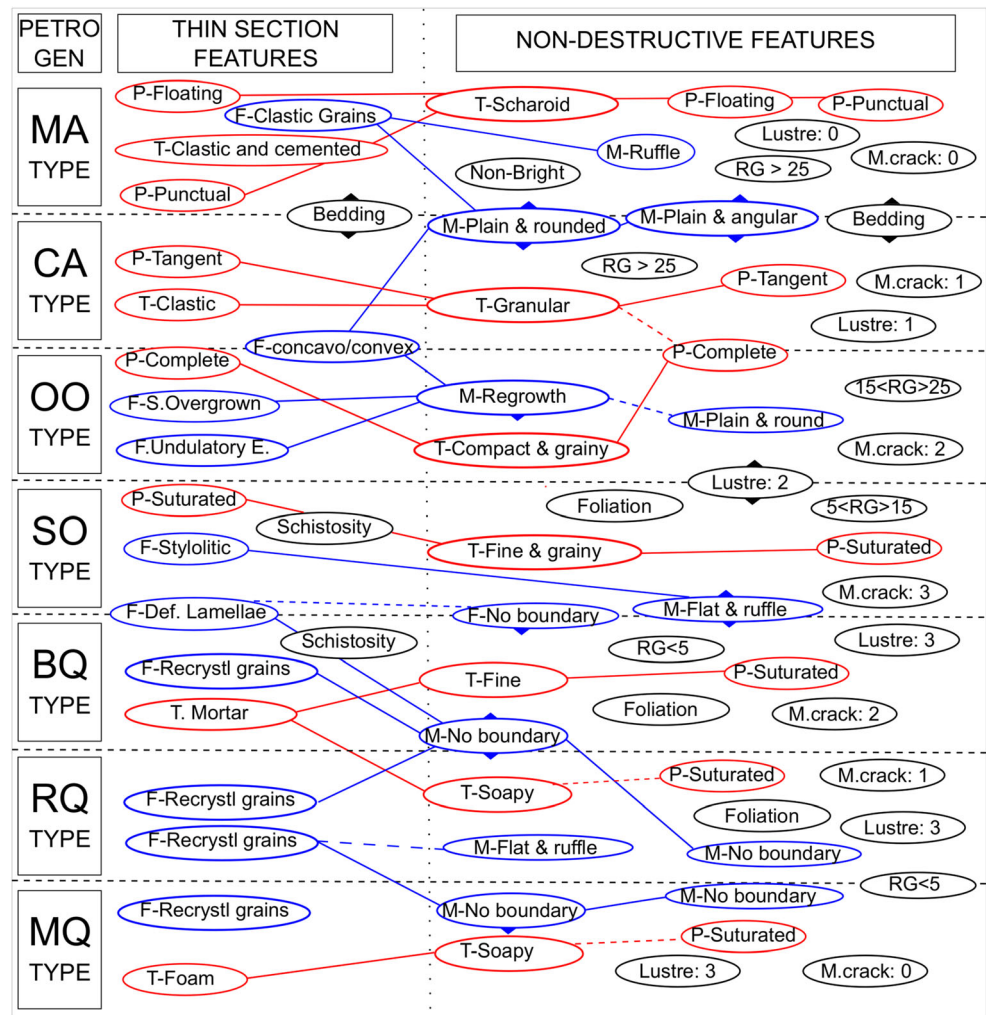 PETRO
GEN
THIN SECTION
FEATURES
NON-DESTRUCTIVE FEATURES
MA
TYPE
P-Floating
F-Clastic Grains
T-Clastic and cemented
P-Punctual
T-Scharoid
P-Floating
P-Punctual
Lustre: 0
M-Ruffle
M.crack: 0
Non-Bright
RG > 25
Bedding
M-Plain & rounded
M-Plain & angular
Bedding
CA
TYPE
P-Tangent
T-Clastic
RG > 25
P-Tangent
M.crack: 1
T-Granular
Lustre: 1
F-concavo/convex
P-Complete
P-Complete
OO
TYPE
F-S.Overgrown
F.Undulatory E.
M-Regrowth
15<RG>25
M-Plain & round
T-Compact & grainy
M.crack: 2
Lustre: 2
SO
TYPE
P-Suturated
Schistosity
Foliation
5<RG>15
F-Stylolitic
T-Fine & grainy
P-Suturated
M.crack: 3
F-Def. Lamellae
F-No boundary
M-Flat & ruffle
BQ
TYPE
Schistosity
Lustre: 3
RG<5
F-Recrystl grains
T-Fine
P-Suturated
T. Mortar
Foliation
M.crack: 2
M-No boundary
RQ
TYPE
P-Suturated
M.crack: 1
F-Recrystl grains
T-Soapy
Foliation
Lustre: 3
F-Recrystl grains
M-Flat & ruffle
M-No boundary
RG<5
MQ
TYPE
F-Recrystl grains
M-No boundary
M-No boundary
P-Suturated
T-Soapy
T-Foam
Lustre: 3
M.crack: 0